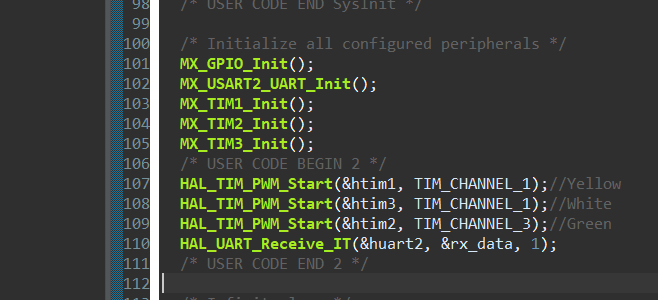 98 /* USER CODE END SysInit */
99
100 /* Initialize all configured peripherals */
101 MX_GPIO_Init();
102 MX_USART2_UART_Init();
103 MX_TIM1_Init();
104 MX_TIM2_Init();
105 MX_TIM3_Init();
106 /* USER CODE BEGIN 2 */
107 HAL_TIM_PWM_Start(&htim1, TIM_CHANNEL_1);//Yellow
108 HAL_TIM_PWM_Start(&htim3, TIM_CHANNEL_1);//White
109 HAL_TIM_PWM_Start(&htim2, TIM_CHANNEL_3);//Green
110 HAL_UART_Receive_IT(&huart2, &rx_data, 1);
111 /* USER CODE END 2 */
112